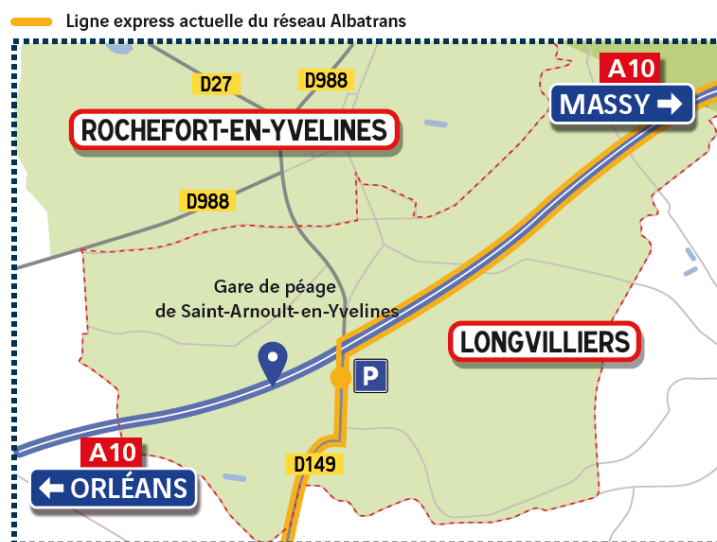 Ligne express actuelle du réseau Albatrans
D27
D988
A10
MASSY →
ROCHEFORT-EN-YVELINES
D988
Gare de péage
de Saint-Arnoult-en-Yvelines
LONGVILLIERS
P
A10
← ORLÉANS
D149